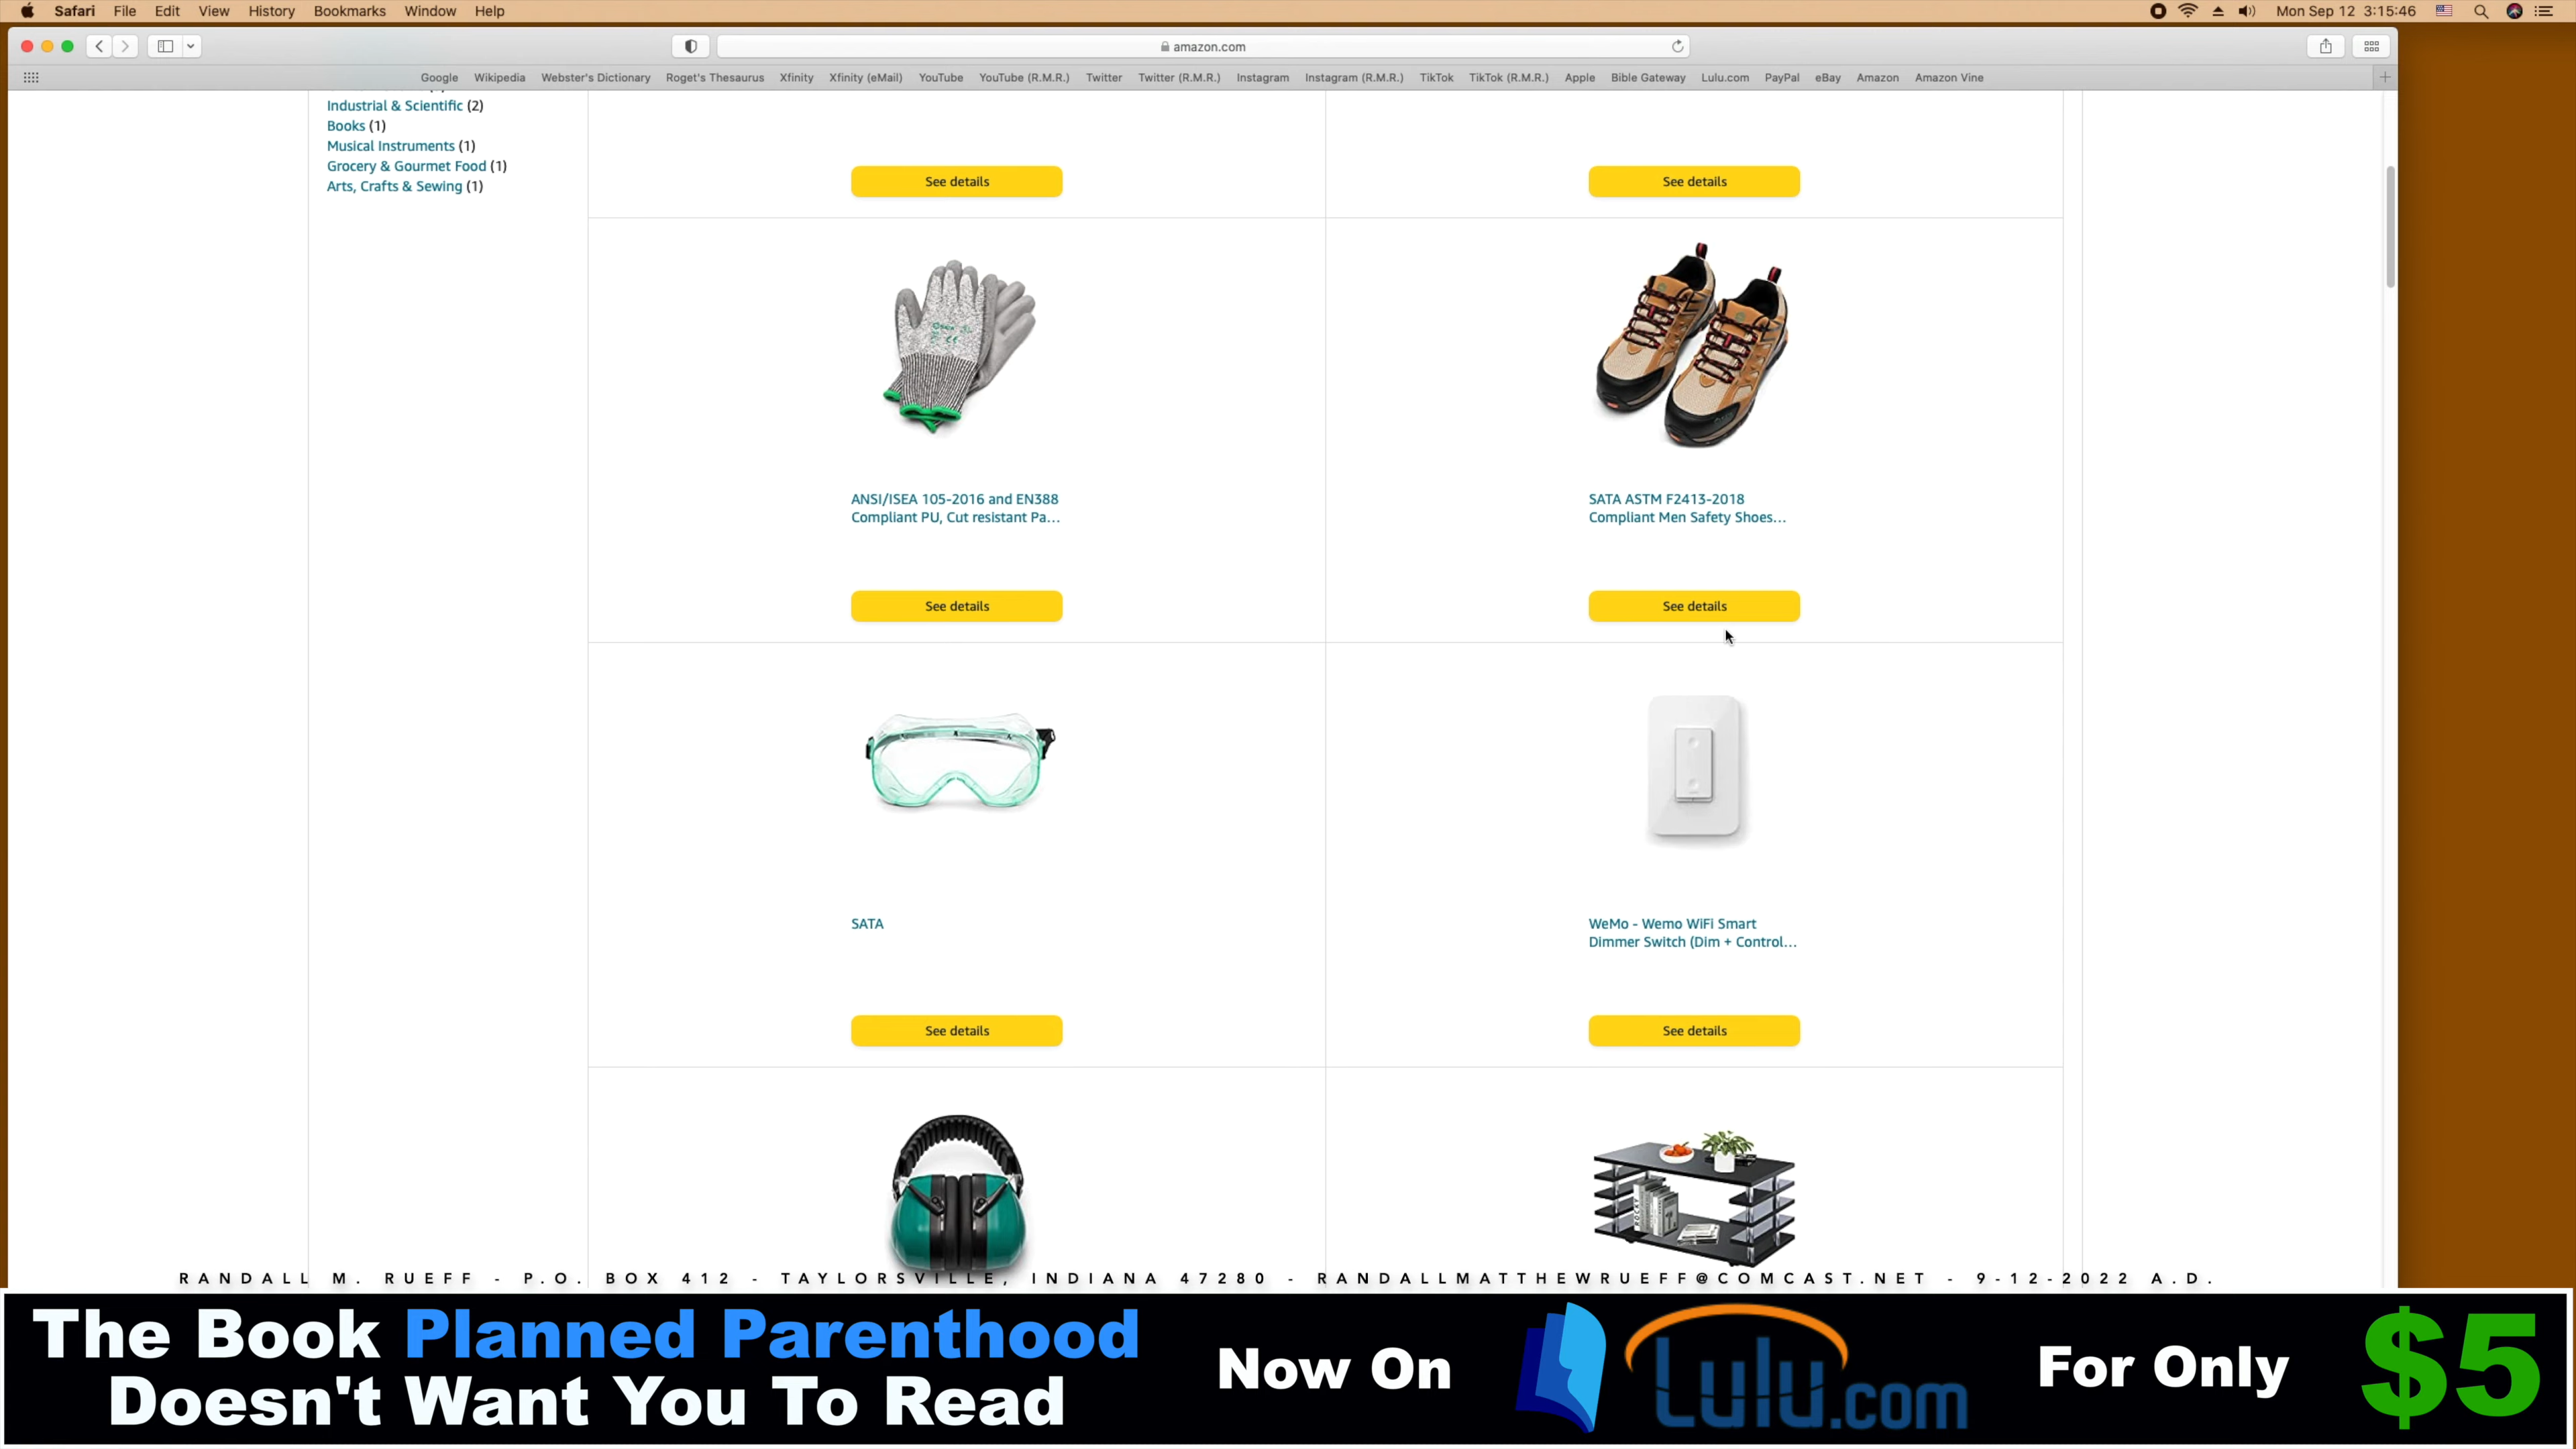 Safari File Edit View History Bookmarks Window Help
Mon Sep 12 3:15:46
amazon.com
Google Wikipedia Webster's Dictionary Roget's Thesaurus Xfinity Xfinity (eMail) YouTube YouTube (R.M.R.) Twitter Twitter (R.M.R.) Instagram Instagram (R.M.R.) TikTok TikTok (R.M.R.) Apple Bible Gateway Lulu.com PayPal eBay Amazon Amazon Vine
Industrial & Scientific (2)
Books (1)
Musical Instruments (1)
Grocery & Gourmet Food (1)
Arts, Crafts & Sewing (1)
See details
See details
ANSI/ISEA 105-2016 and EN388
Compliant PU, Cut resistant Pa...
See details
SATA ASTM F2413-2018
Compliant Men Safety Shoes...
See details
SATA
See details
WeMo - Wemo WiFi Smart
Dimmer Switch (Dim + Control...
See details
RANDALL M. RUEFF - P.O. BOX 412 - TAYLORSVILLE, INDIANA 47280 - RANDALLMATTHEWRUEFF@COMCAST.NET - 9-12-2022 A.D.
The Book Planned Parenthood
Doesn't Want You To Read
Now On
Lulu.com
For Only
$5